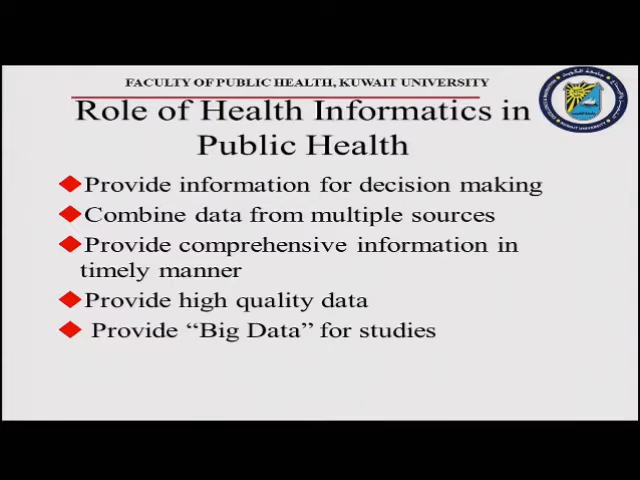 FACULTY OF PUBLIC HEALTH, KUWAIT UNIVERSITY
Role of Health Informatics in
Public Health
Provide information for decision making
Combine data from multiple sources
Provide comprehensive information in
timely manner
Provide high quality data
Provide “Big Data” for studies